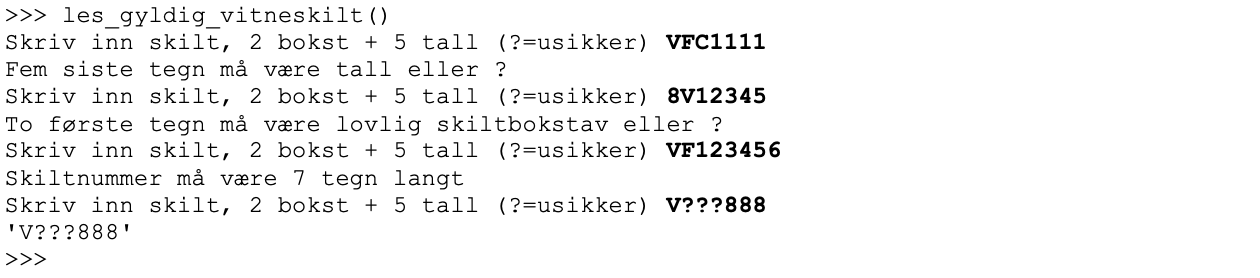 >>> les_gyldig_vitneskilt()
Skriv inn skilt, 2 bokst + 5 tall (?=usikker) VFC1111
Fem siste tegn må være tall eller ?
Skriv inn skilt, 2 bokst + 5 tall (?=usikker) 8V12345
To første tegn må være lovlig skiltbokstav eller ?
Skriv inn skilt, 2 bokst + 5 tall (?=usikker) VF123456
Skiltnummer må være 7 tegn langt
Skriv inn skilt, 2 bokst + 5 tall (?=usikker) V???888
'V???888'
>>>